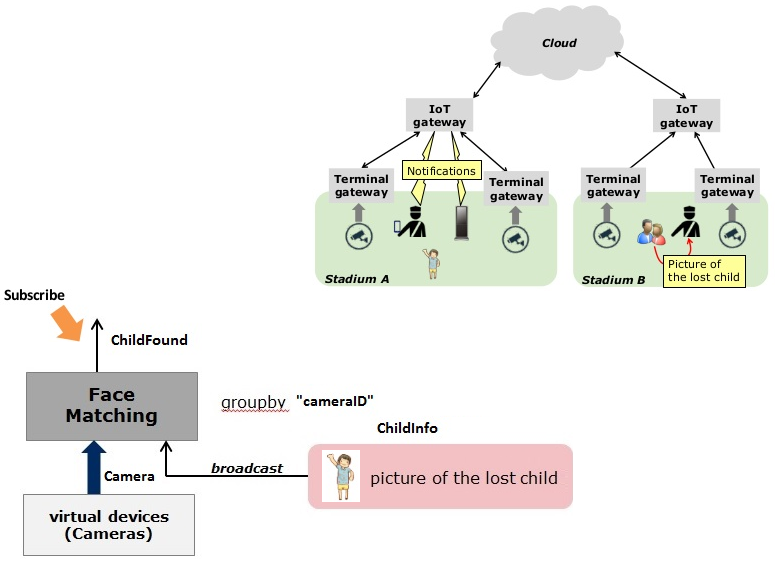 Cloud
IoT
gateway
IoT
gateway
Notifications
Terminal
gateway
Terminal
gateway
Terminal
gateway
Terminal
gateway
Stadium A
Picture of
the lost child
Stadium B
Subscribe
ChildFound
Face
Matching
groupby "cameraID"
ChildInfo
broadcast
picture of the lost child
Camera
virtual devices
(Cameras)